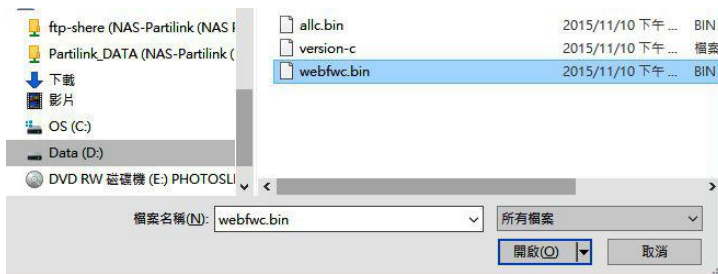 ftp-shere (NAS-Partilink (NAS
Partilink_DATA (NAS-Partilink (
下載
影片
OS (C:)
Data (D:)
DVD RW 磁碟機 (E:) PHOTOSL
allc.bin 2015/11/10 下午 ... BIN
version-c 2015/11/10 下午 ... 檔案
webfwc.bin 2015/11/10 下午 ... BIN
檔案名稱(N): webfwc.bin 所有檔案
開啟(O) 取消